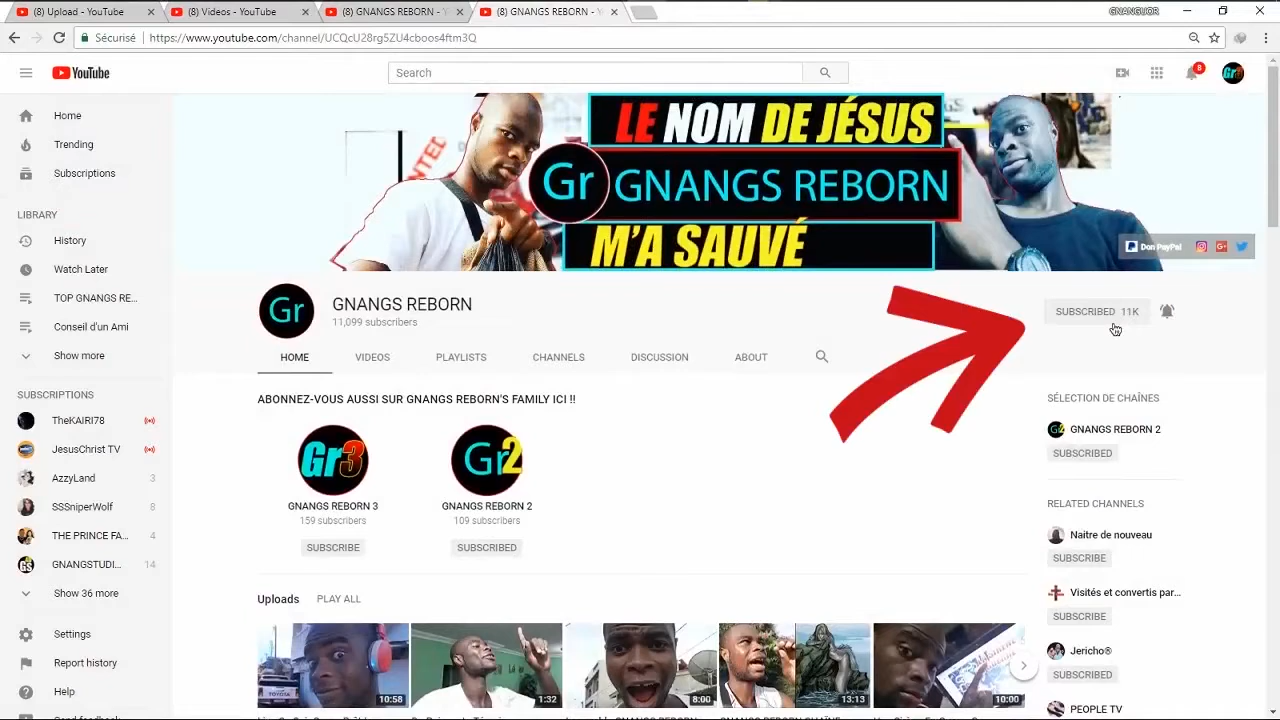 (8) Upload - YouTube
(8) Videos - YouTube
(8) GNANGS REBORN - Y
(8) GNANGS REBORN - Y
GNANGUOR
Sécurisé
https://www.youtube.com/channel/UCQcU28rg5ZU4cboos4ftm3Q
YouTube
Search
8
Gr3
Home
Trending
Subscriptions
LIBRARY
History
Watch Later
TOP GNANGS RE...
Conseil d'un Ami
Show more
SUBSCRIPTIONS
TheKAIRI78
JesusChrist TV
AzzyLand 3
SSSniperWolf 8
THE PRINCE FA... 4
GNANGSTUDI... 14
Show 36 more
Settings
Report history
Help
Send feedback
LE NOM DE JÉSUS
Gr GNANGS REBORN
M'A SAUVÉ
Don PayPal
Gr
GNANGS REBORN
11,099 subscribers
SUBSCRIBED 11K
HOME
VIDEOS
PLAYLISTS
CHANNELS
DISCUSSION
ABOUT
ABONNEZ-VOUS AUSSI SUR GNANGS REBORN'S FAMILY ICI !!
Gr3
GNANGS REBORN 3
159 subscribers
SUBSCRIBE
Gr2
GNANGS REBORN 2
109 subscribers
SUBSCRIBED
Uploads PLAY ALL
10:58
1:32
8:00
13:13
10:00
SÉLECTION DE CHAÎNES
GNANGS REBORN 2
SUBSCRIBED
RELATED CHANNELS
Naitre de nouveau
SUBSCRIBE
Visités et convertis par...
SUBSCRIBE
Jericho®
SUBSCRIBED
PEOPLE TV